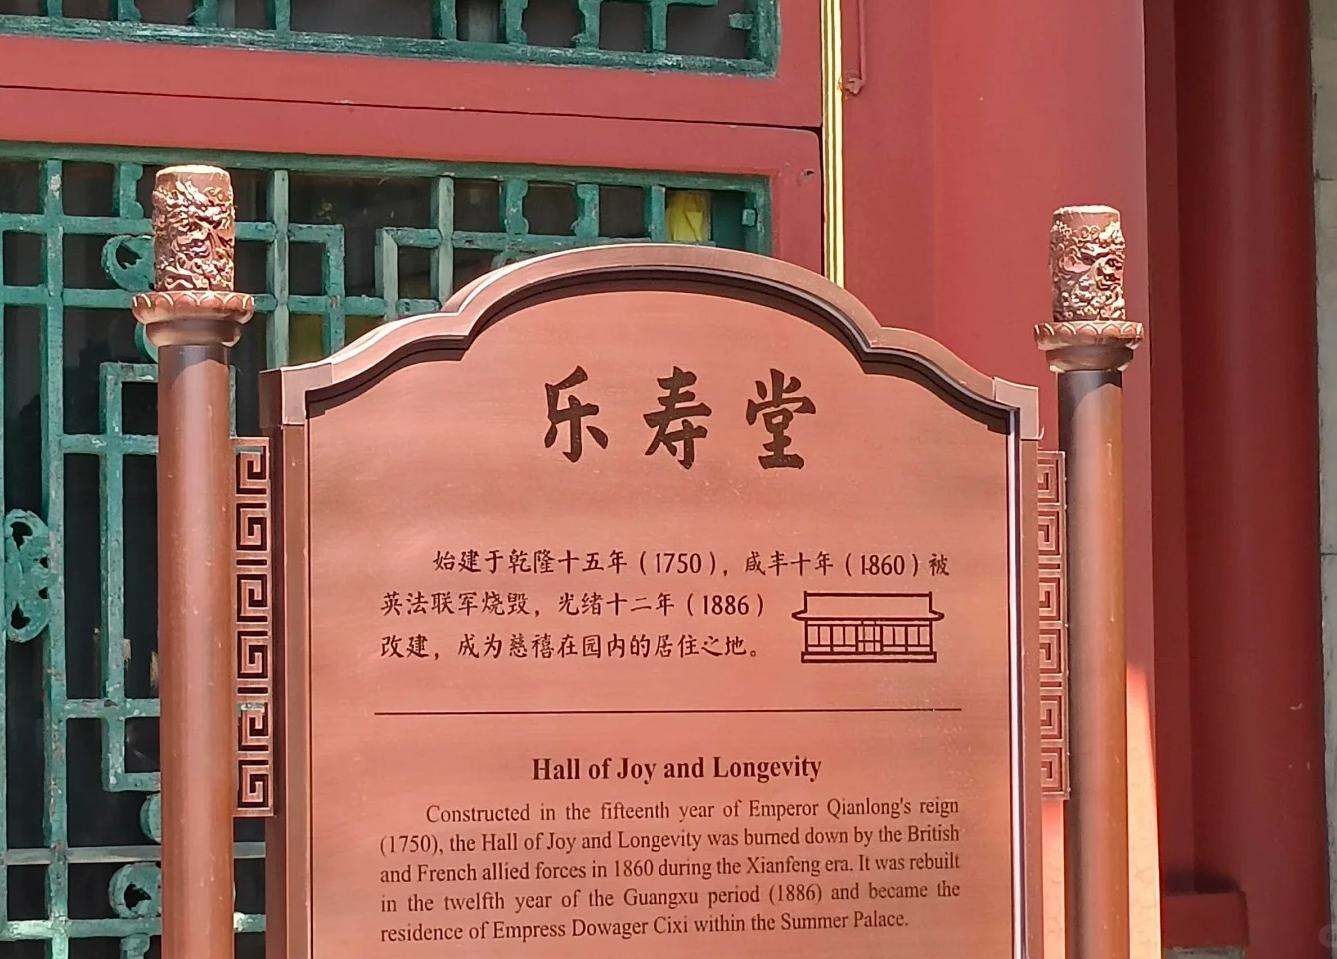 乐寿堂
始建于乾隆十五年（1750），咸丰十年（1860）被
英法联军烧毁，光绪十二年（1886）
改建，成为慈禧在园内的居住之地。
Hall of Joy and Longevity
Constructed in the fifteenth year of Emperor Qianlong's reign
(1750), the Hall of Joy and Longevity was burned down by the British
and French allied forces in 1860 during the Xianfeng era. It was rebuilt
in the twelfth year of the Guangxu period (1886) and became the
residence of Empress Dowager Cixi within the Summer Palace.